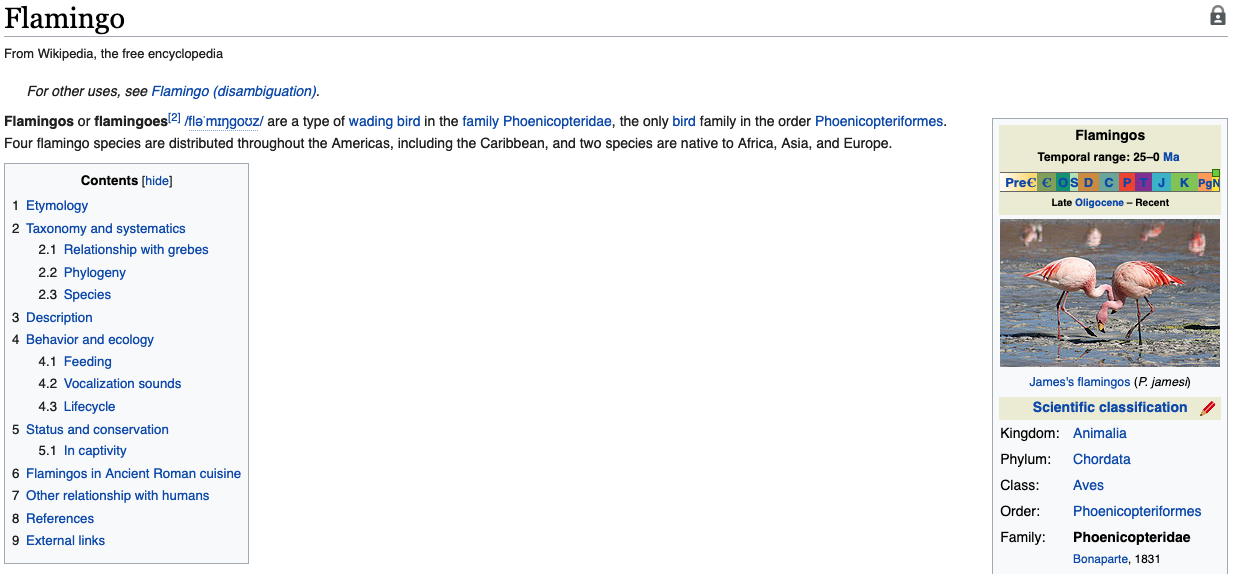 Flamingo
From Wikipedia, the free encyclopedia
For other uses, see Flamingo (disambiguation).
Flamingos or flamingoes[2] /fləˈmɪŋɡoʊz/ are a type of wading bird in the family Phoenicopteridae, the only bird family in the order Phoenicopteriformes.
Four flamingo species are distributed throughout the Americas, including the Caribbean, and two species are native to Africa, Asia, and Europe.
Contents [hide]
1 Etymology
2 Taxonomy and systematics
2.1 Relationship with grebes
2.2 Phylogeny
2.3 Species
3 Description
4 Behavior and ecology
4.1 Feeding
4.2 Vocalization sounds
4.3 Lifecycle
5 Status and conservation
5.1 In captivity
6 Flamingos in Ancient Roman cuisine
7 Other relationship with humans
8 References
9 External links
Flamingos
Temporal range: 25–0 Ma
PreꞒ Ꞓ O S D C P T J K Pg N
Late Oligocene – Recent
James's flamingos (P. jamesi)
Scientific classification
Kingdom: Animalia
Phylum: Chordata
Class: Aves
Order: Phoenicopteriformes
Family: Phoenicopteridae
Bonaparte, 1831